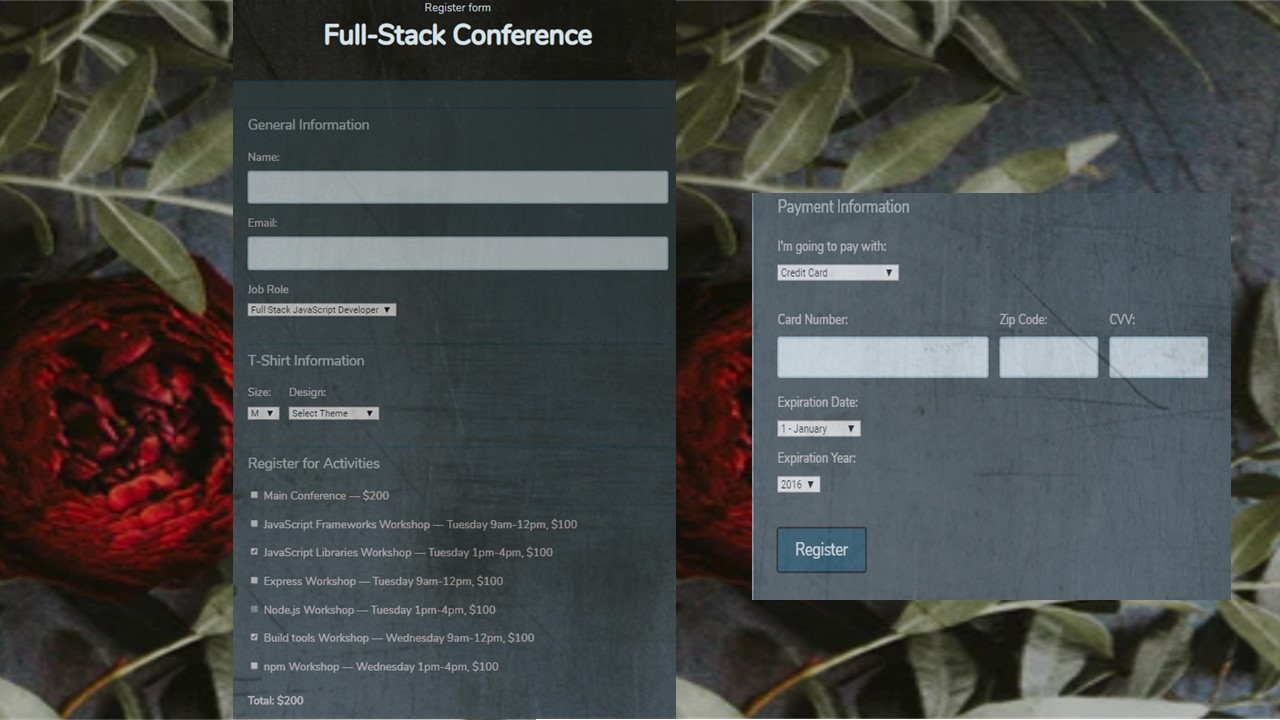 Register form
Full-Stack Conference
General Information
Name:
Email:
Job Role
Full Stack JavaScript Developer
T-Shirt Information
Size: Design:
M Select Theme
Register for Activities
Main Conference — $200
JavaScript Frameworks Workshop — Tuesday 9am-12pm, $100
JavaScript Libraries Workshop — Tuesday 1pm-4pm, $100
Express Workshop — Tuesday 9am-12pm, $100
Node.js Workshop — Tuesday 1pm-4pm, $100
Build tools Workshop — Wednesday 9am-12pm, $100
npm Workshop — Wednesday 1pm-4pm, $100
Total: $200
Payment Information
I'm going to pay with:
Credit Card
Card Number: Zip Code: CVV:
Expiration Date:
1 - January
Expiration Year:
2016
Register